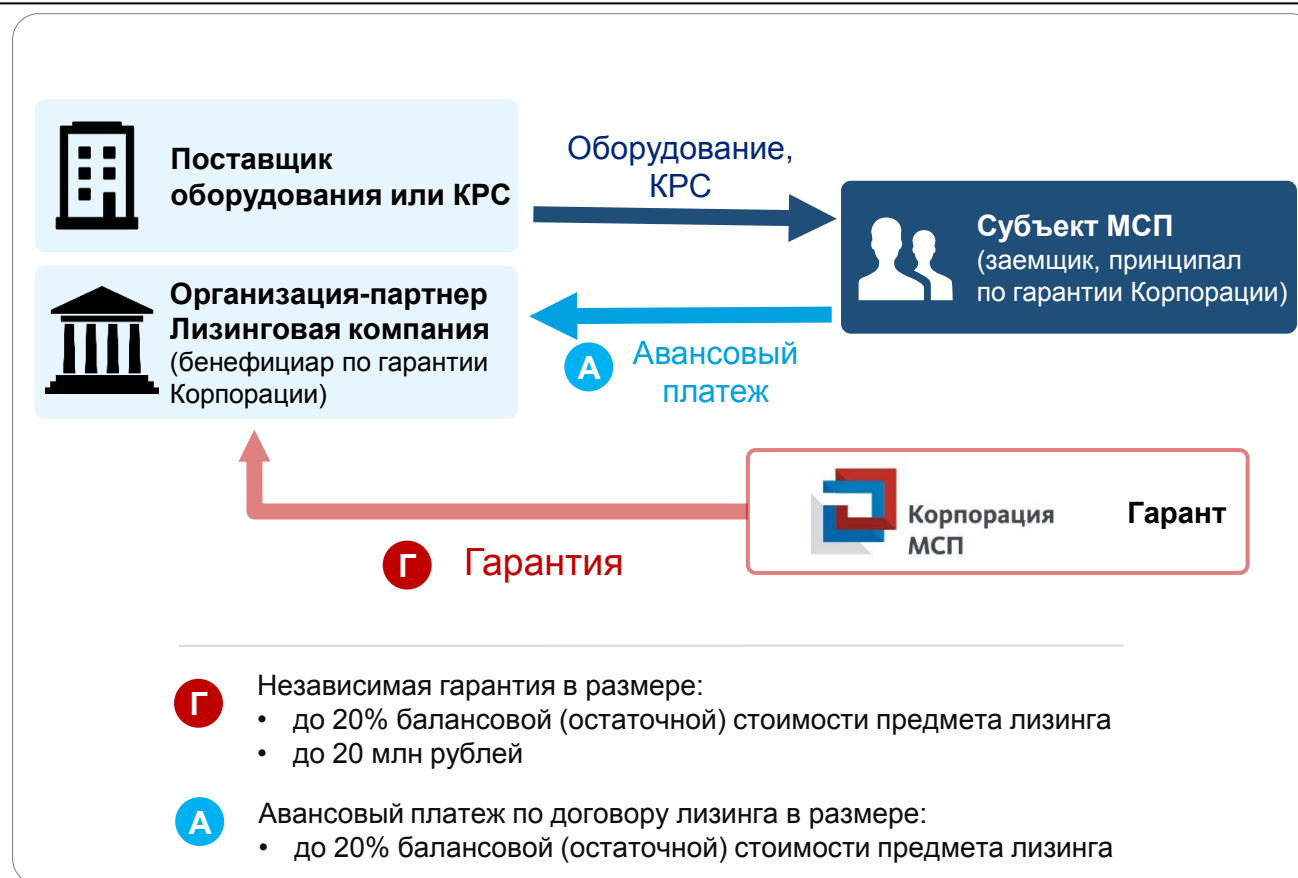 Поставщик
оборудования или КРС
Оборудование,
КРС
Субъект МСП
(заемщик, принципал
по гарантии Корпорации)
Организация-партнер
Лизинговая компания
(бенефициар по гарантии
Корпорации)
А
Авансовый
платеж
Корпорация
МСП
Гарант
Г
Гарантия
Г
Независимая гарантия в размере:
• до 20% балансовой (остаточной) стоимости предмета лизинга
• до 20 млн рублей
А
Авансовый платеж по договору лизинга в размере:
• до 20% балансовой (остаточной) стоимости предмета лизинга